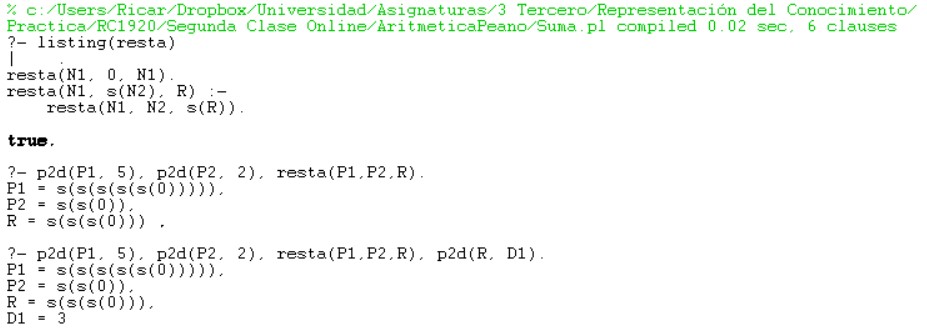 % c:/Users/Ricar/Dropbox/Universidad/Asignaturas/3 Tercero/Representación del Conocimiento/
Practica/RC1920/Segunda Clase Online/AritmeticaPeano/Suma.pl compiled 0.02 sec, 6 clauses
?- listing(resta)
|    .
resta(N1, 0, N1).
resta(N1, s(N2), R) :-
    resta(N1, N2, s(R)).
true.
?- p2d(P1, 5), p2d(P2, 2), resta(P1,P2,R).
P1 = s(s(s(s(s(0))))),
P2 = s(s(0)),
R = s(s(s(0))) .
?- p2d(P1, 5), p2d(P2, 2), resta(P1,P2,R), p2d(R, D1).
P1 = s(s(s(s(s(0))))),
P2 = s(s(0)),
R = s(s(s(0))),
D1 = 3